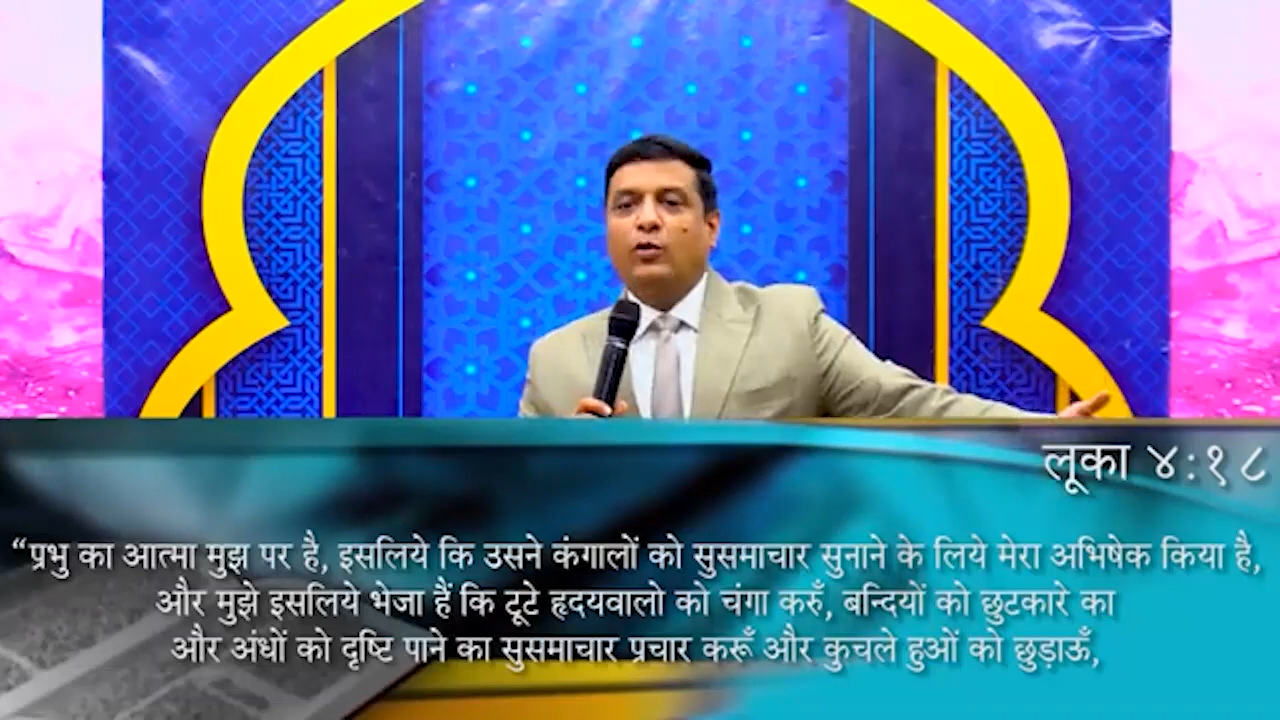 लूका ४:१८
“प्रभु का आत्मा मुझ पर है, इसलिये कि उसने कंगालों को सुसमाचार सुनाने के लिये मेरा अभिषेक किया है,
और मुझे इसलिये भेजा हैं कि टूटे हृदयवालो को चंगा करुँ, बन्दियों को छुटकारे का
और अंधों को दृष्टि पाने का सुसमाचार प्रचार करूँ और कुचले हुओं को छुड़ाऊँ,